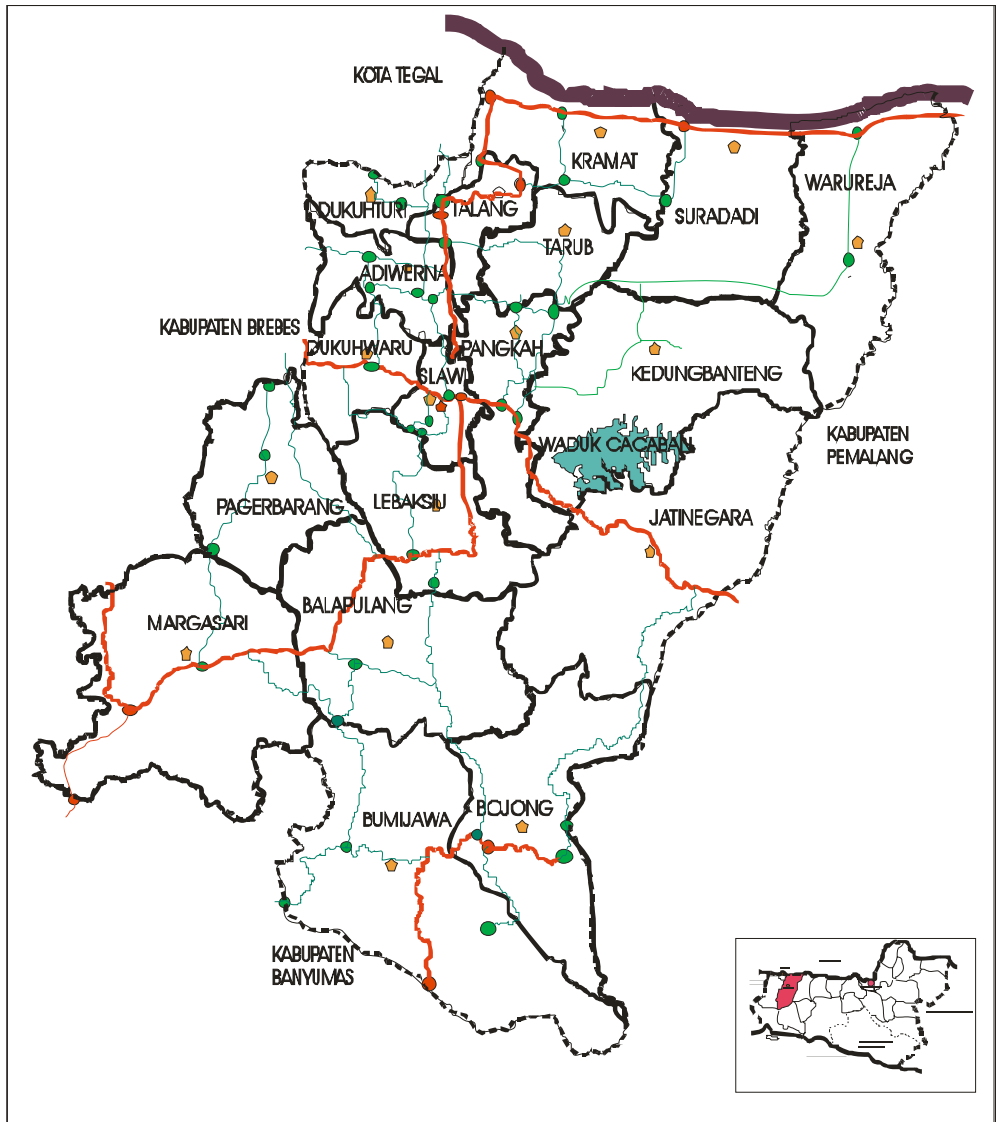 KOTA TEGAL
KRAMAT
WARUREJA
DUKUHTURI
TALANG
SURADADI
TARUB
ADIWERNA
KABUPATEN BREBES
DUKUHWARU
PANGKAH
SLAWI
KEDUNGBANTENG
WADUK CACABAN
KABUPATEN
PEMALANG
PAGERBARANG
LEBAKSIU
JATINEGARA
BALAPULANG
MARGASARI
BUMIJAWA
BOJONG
KABUPATEN
BANYUMAS